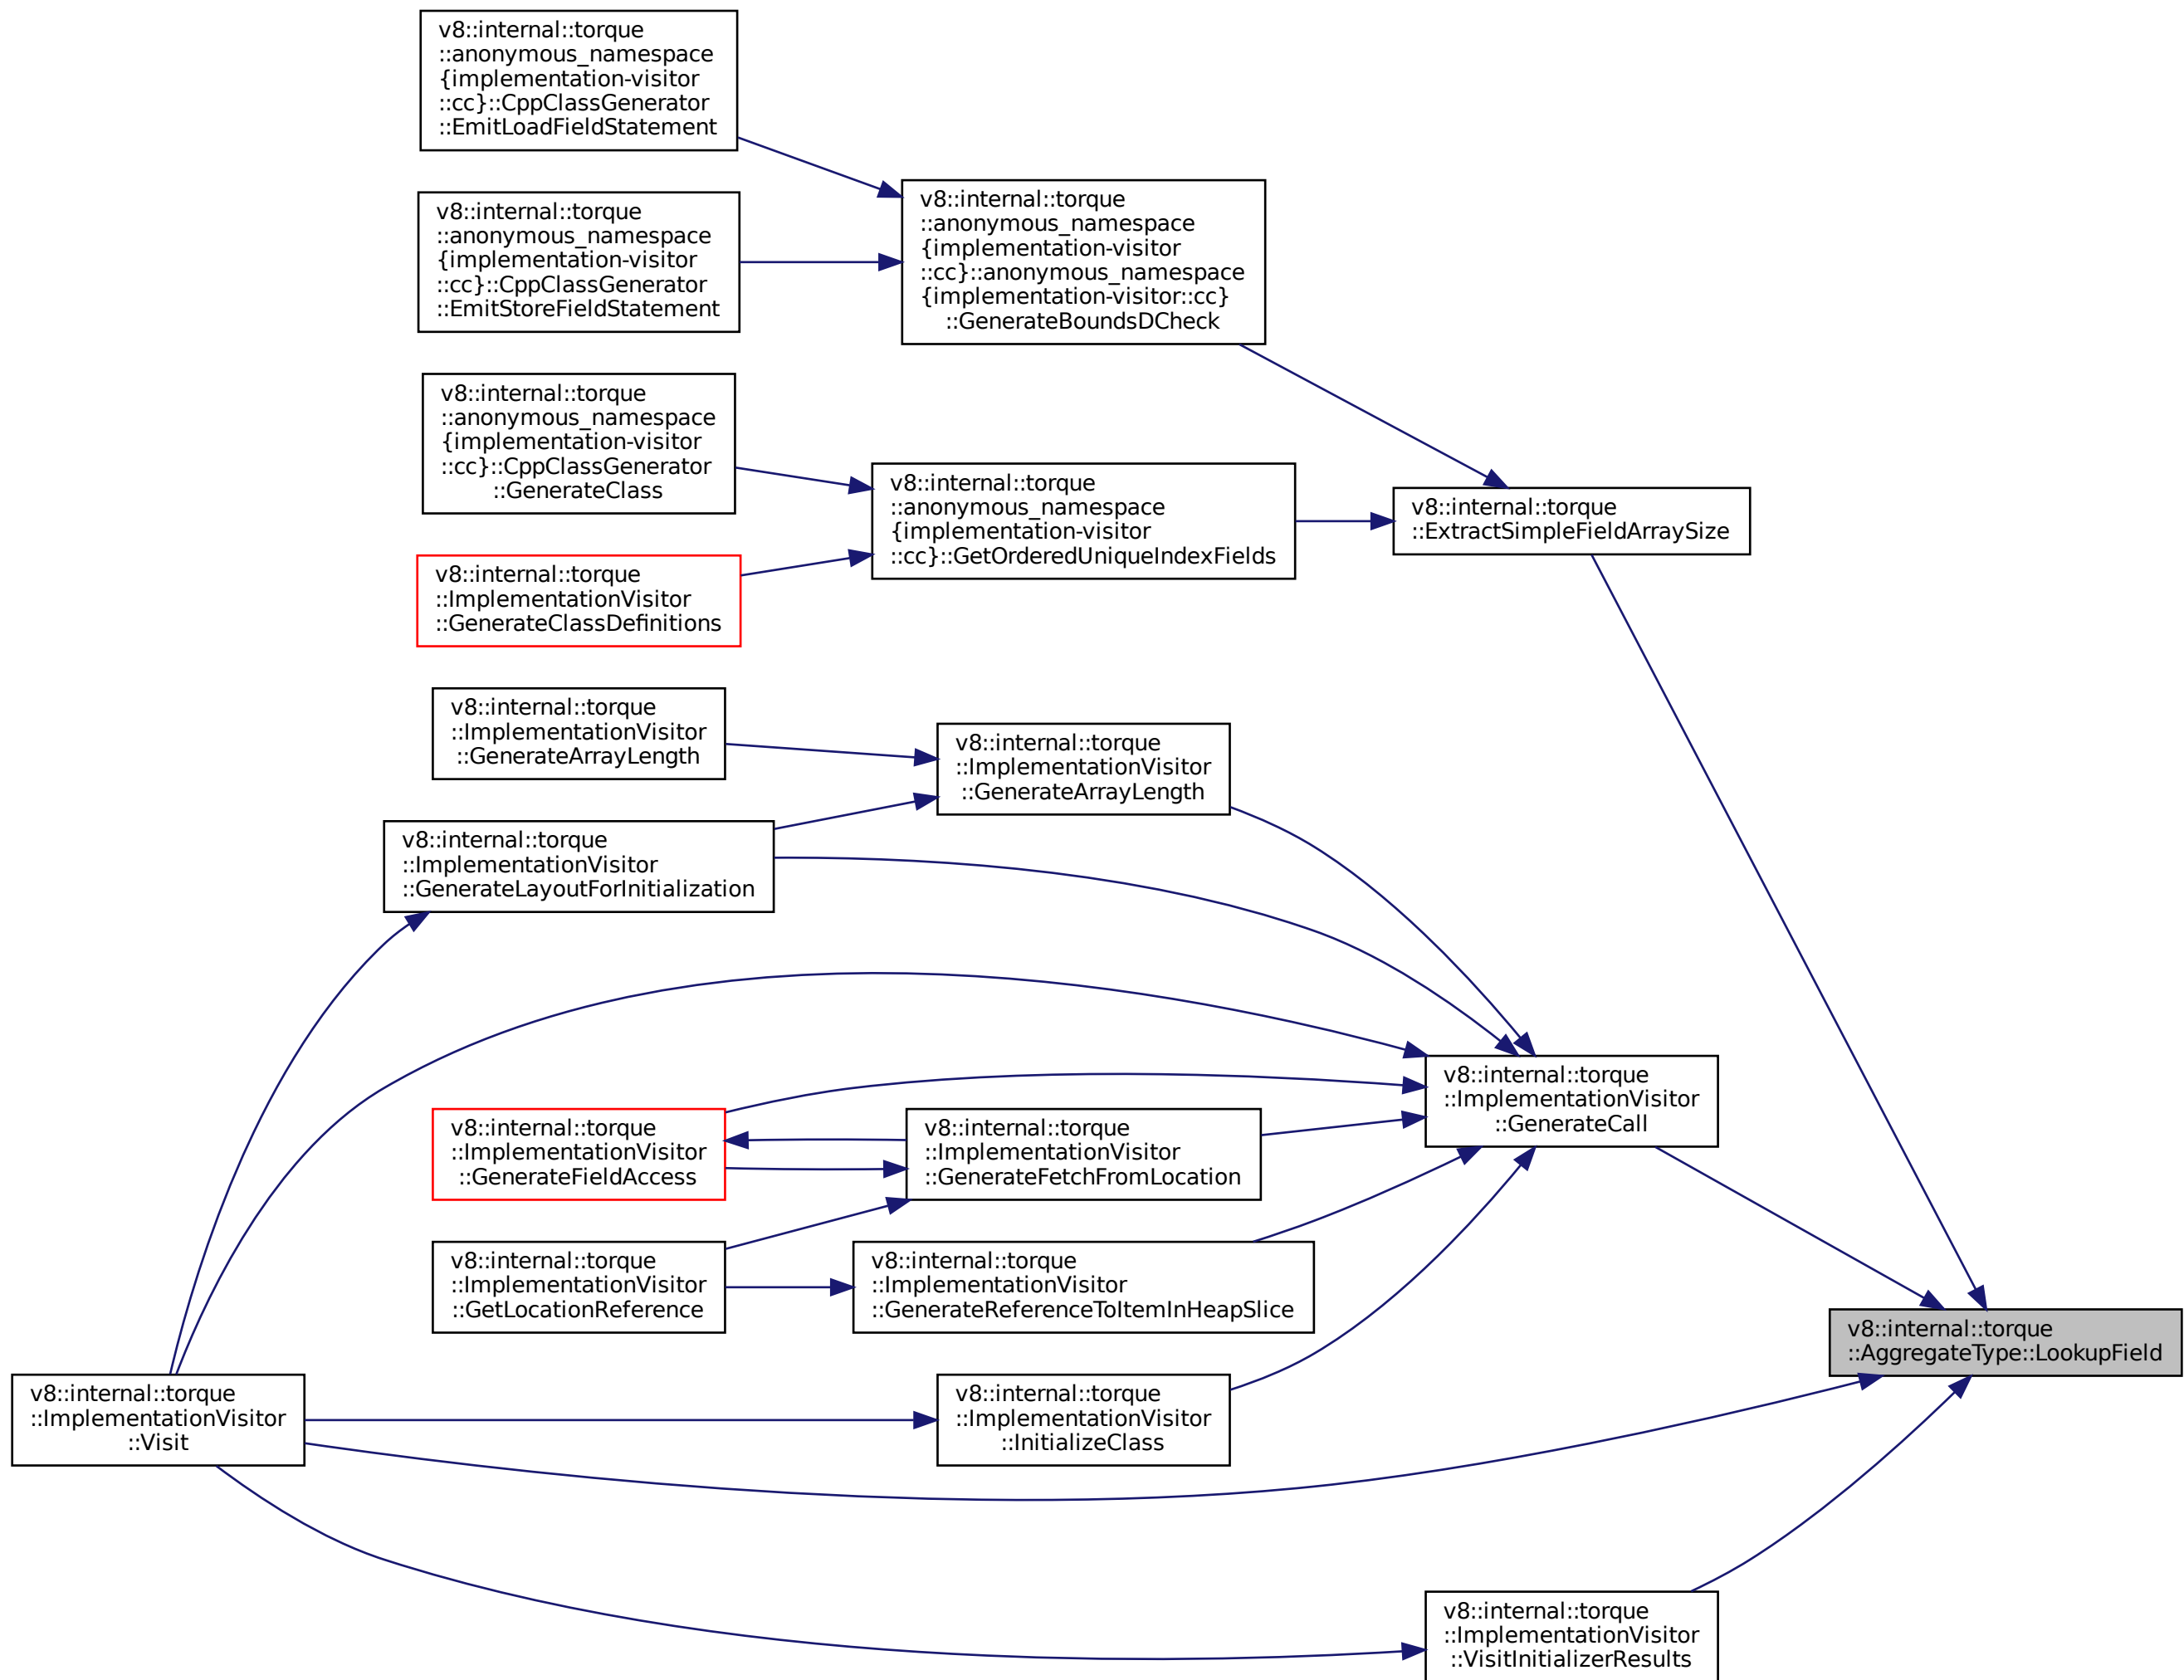 v8::internal::torque
::anonymous_namespace
{implementation-visitor
::cc}::CppClassGenerator
::EmitLoadFieldStatement
v8::internal::torque
::anonymous_namespace
{implementation-visitor
::cc}::CppClassGenerator
::EmitStoreFieldStatement
v8::internal::torque
::anonymous_namespace
{implementation-visitor
::cc}::anonymous_namespace
{implementation-visitor::cc}
::GenerateBoundsDCheck
v8::internal::torque
::anonymous_namespace
{implementation-visitor
::cc}::CppClassGenerator
::GenerateClass
v8::internal::torque
::anonymous_namespace
{implementation-visitor
::cc}::GetOrderedUniqueIndexFields
v8::internal::torque
::ExtractSimpleFieldArraySize
v8::internal::torque
::ImplementationVisitor
::GenerateClassDefinitions
v8::internal::torque
::ImplementationVisitor
::GenerateArrayLength
v8::internal::torque
::ImplementationVisitor
::GenerateArrayLength
v8::internal::torque
::ImplementationVisitor
::GenerateLayoutForInitialization
v8::internal::torque
::ImplementationVisitor
::GenerateCall
v8::internal::torque
::ImplementationVisitor
::GenerateFieldAccess
v8::internal::torque
::ImplementationVisitor
::GenerateFetchFromLocation
v8::internal::torque
::ImplementationVisitor
::GetLocationReference
v8::internal::torque
::ImplementationVisitor
::GenerateReferenceToItemInHeapSlice
v8::internal::torque
::AggregateType::LookupField
v8::internal::torque
::ImplementationVisitor
::Visit
v8::internal::torque
::ImplementationVisitor
::InitializeClass
v8::internal::torque
::ImplementationVisitor
::VisitInitializerResults